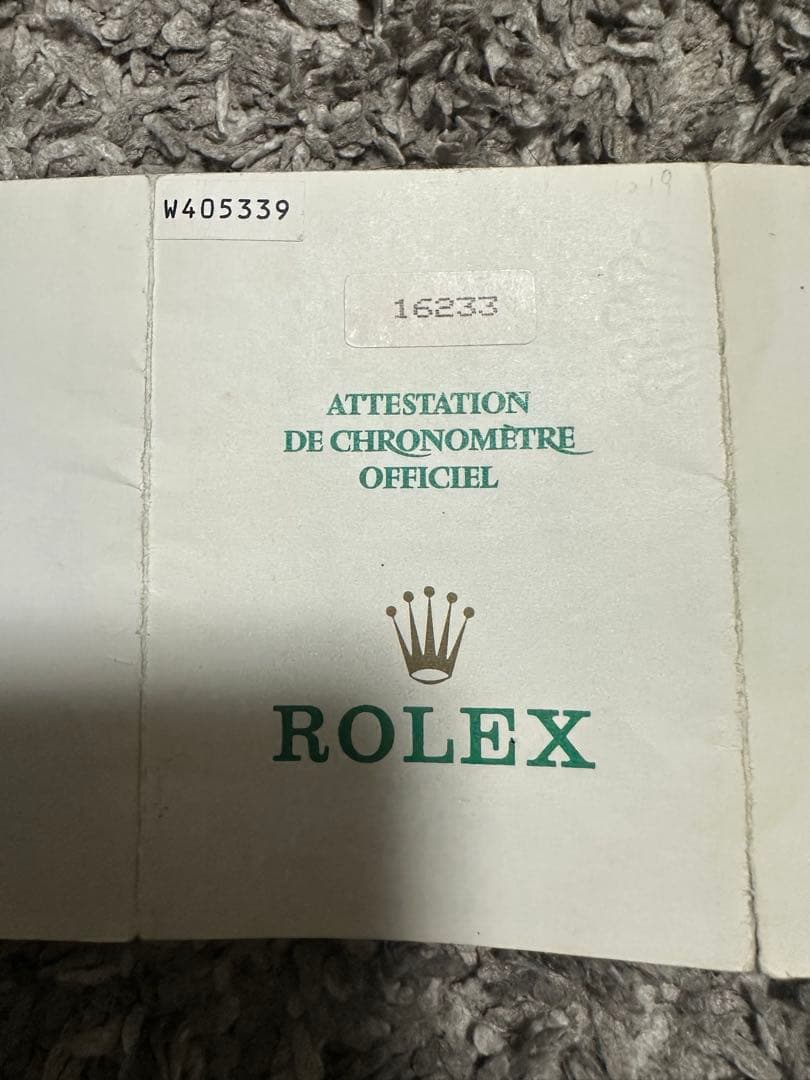 W405339
16233
ATTESTATION
DE CHRONOMÈTRE
OFFICIEL
ROLEX